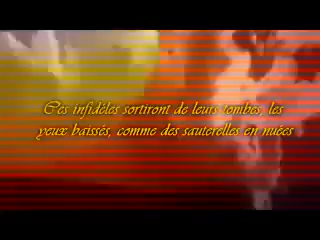 Ces infidèles sortiront de leurs tombes, les
yeux baissés, comme des sauterelles en nuées